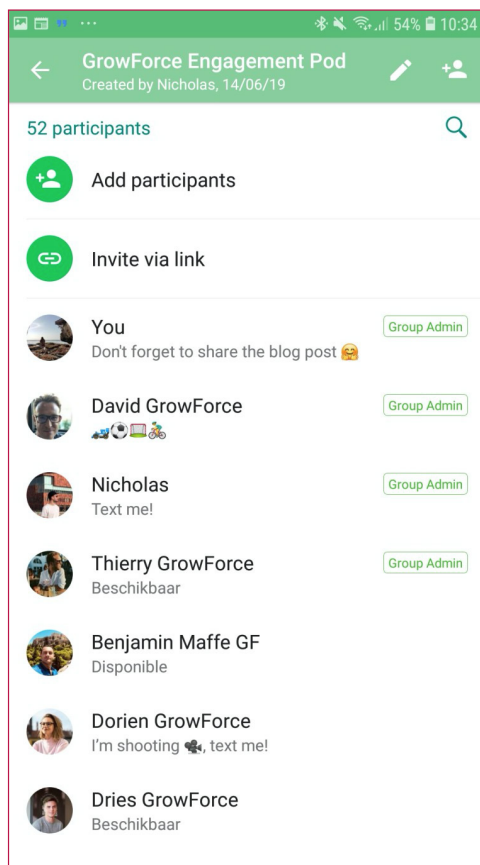 54% 10:34
GrowForce Engagement Pod
Created by Nicholas, 14/06/19
52 participants
Add participants
Invite via link
You Group Admin
Don't forget to share the blog post 🤗
David GrowForce Group Admin
🏎️⚽🥅🚴
Nicholas Group Admin
Text me!
Thierry GrowForce Group Admin
Beschikbaar
Benjamin Maffe GF
Disponible
Dorien GrowForce
I'm shooting 🎥, text me!
Dries GrowForce
Beschikbaar